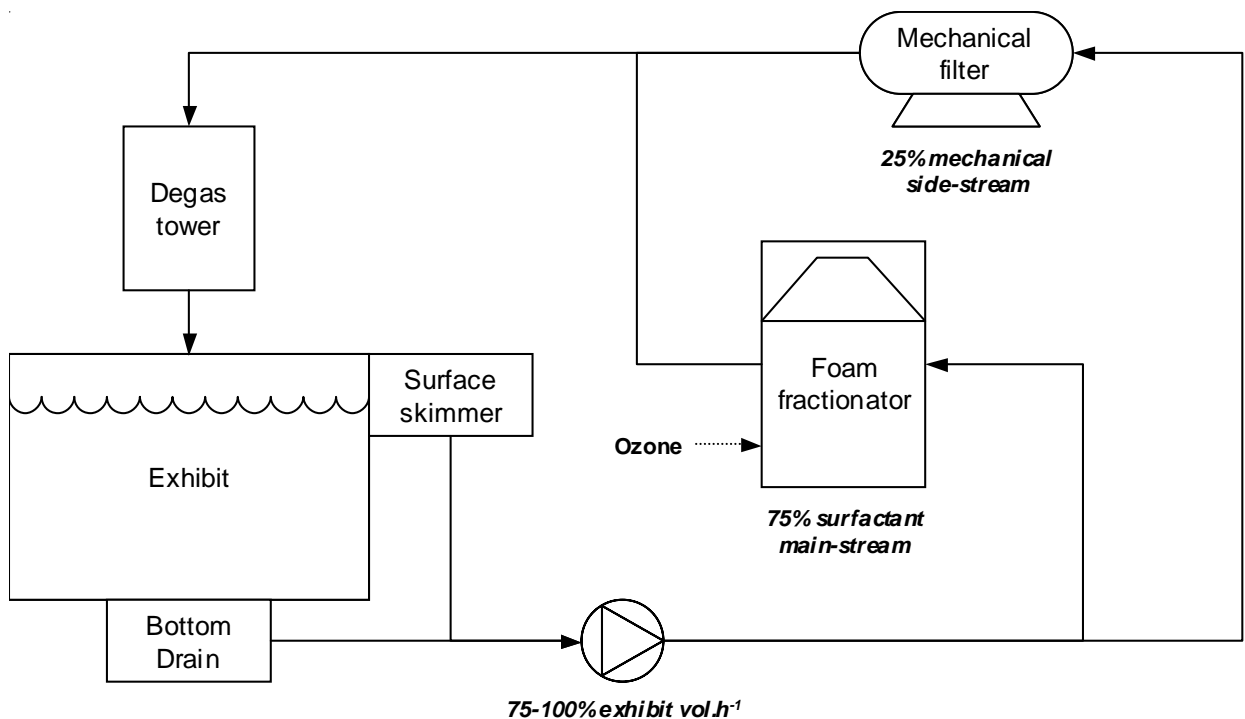 Mechanical
filter
25% mechanical
side-stream
Degas
tower
Surface
skimmer
Foam
fractionator
Exhibit
Ozone
75% surfactant
main-stream
Bottom
Drain
75-100% exhibit vol.h⁻¹